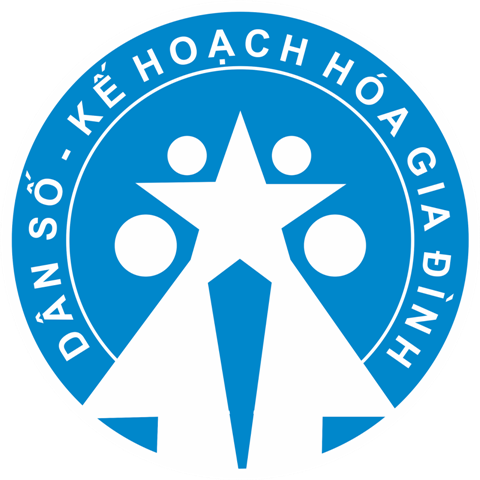 DÂN SỐ - KẾ HOẠCH HÓA GIA ĐÌNH